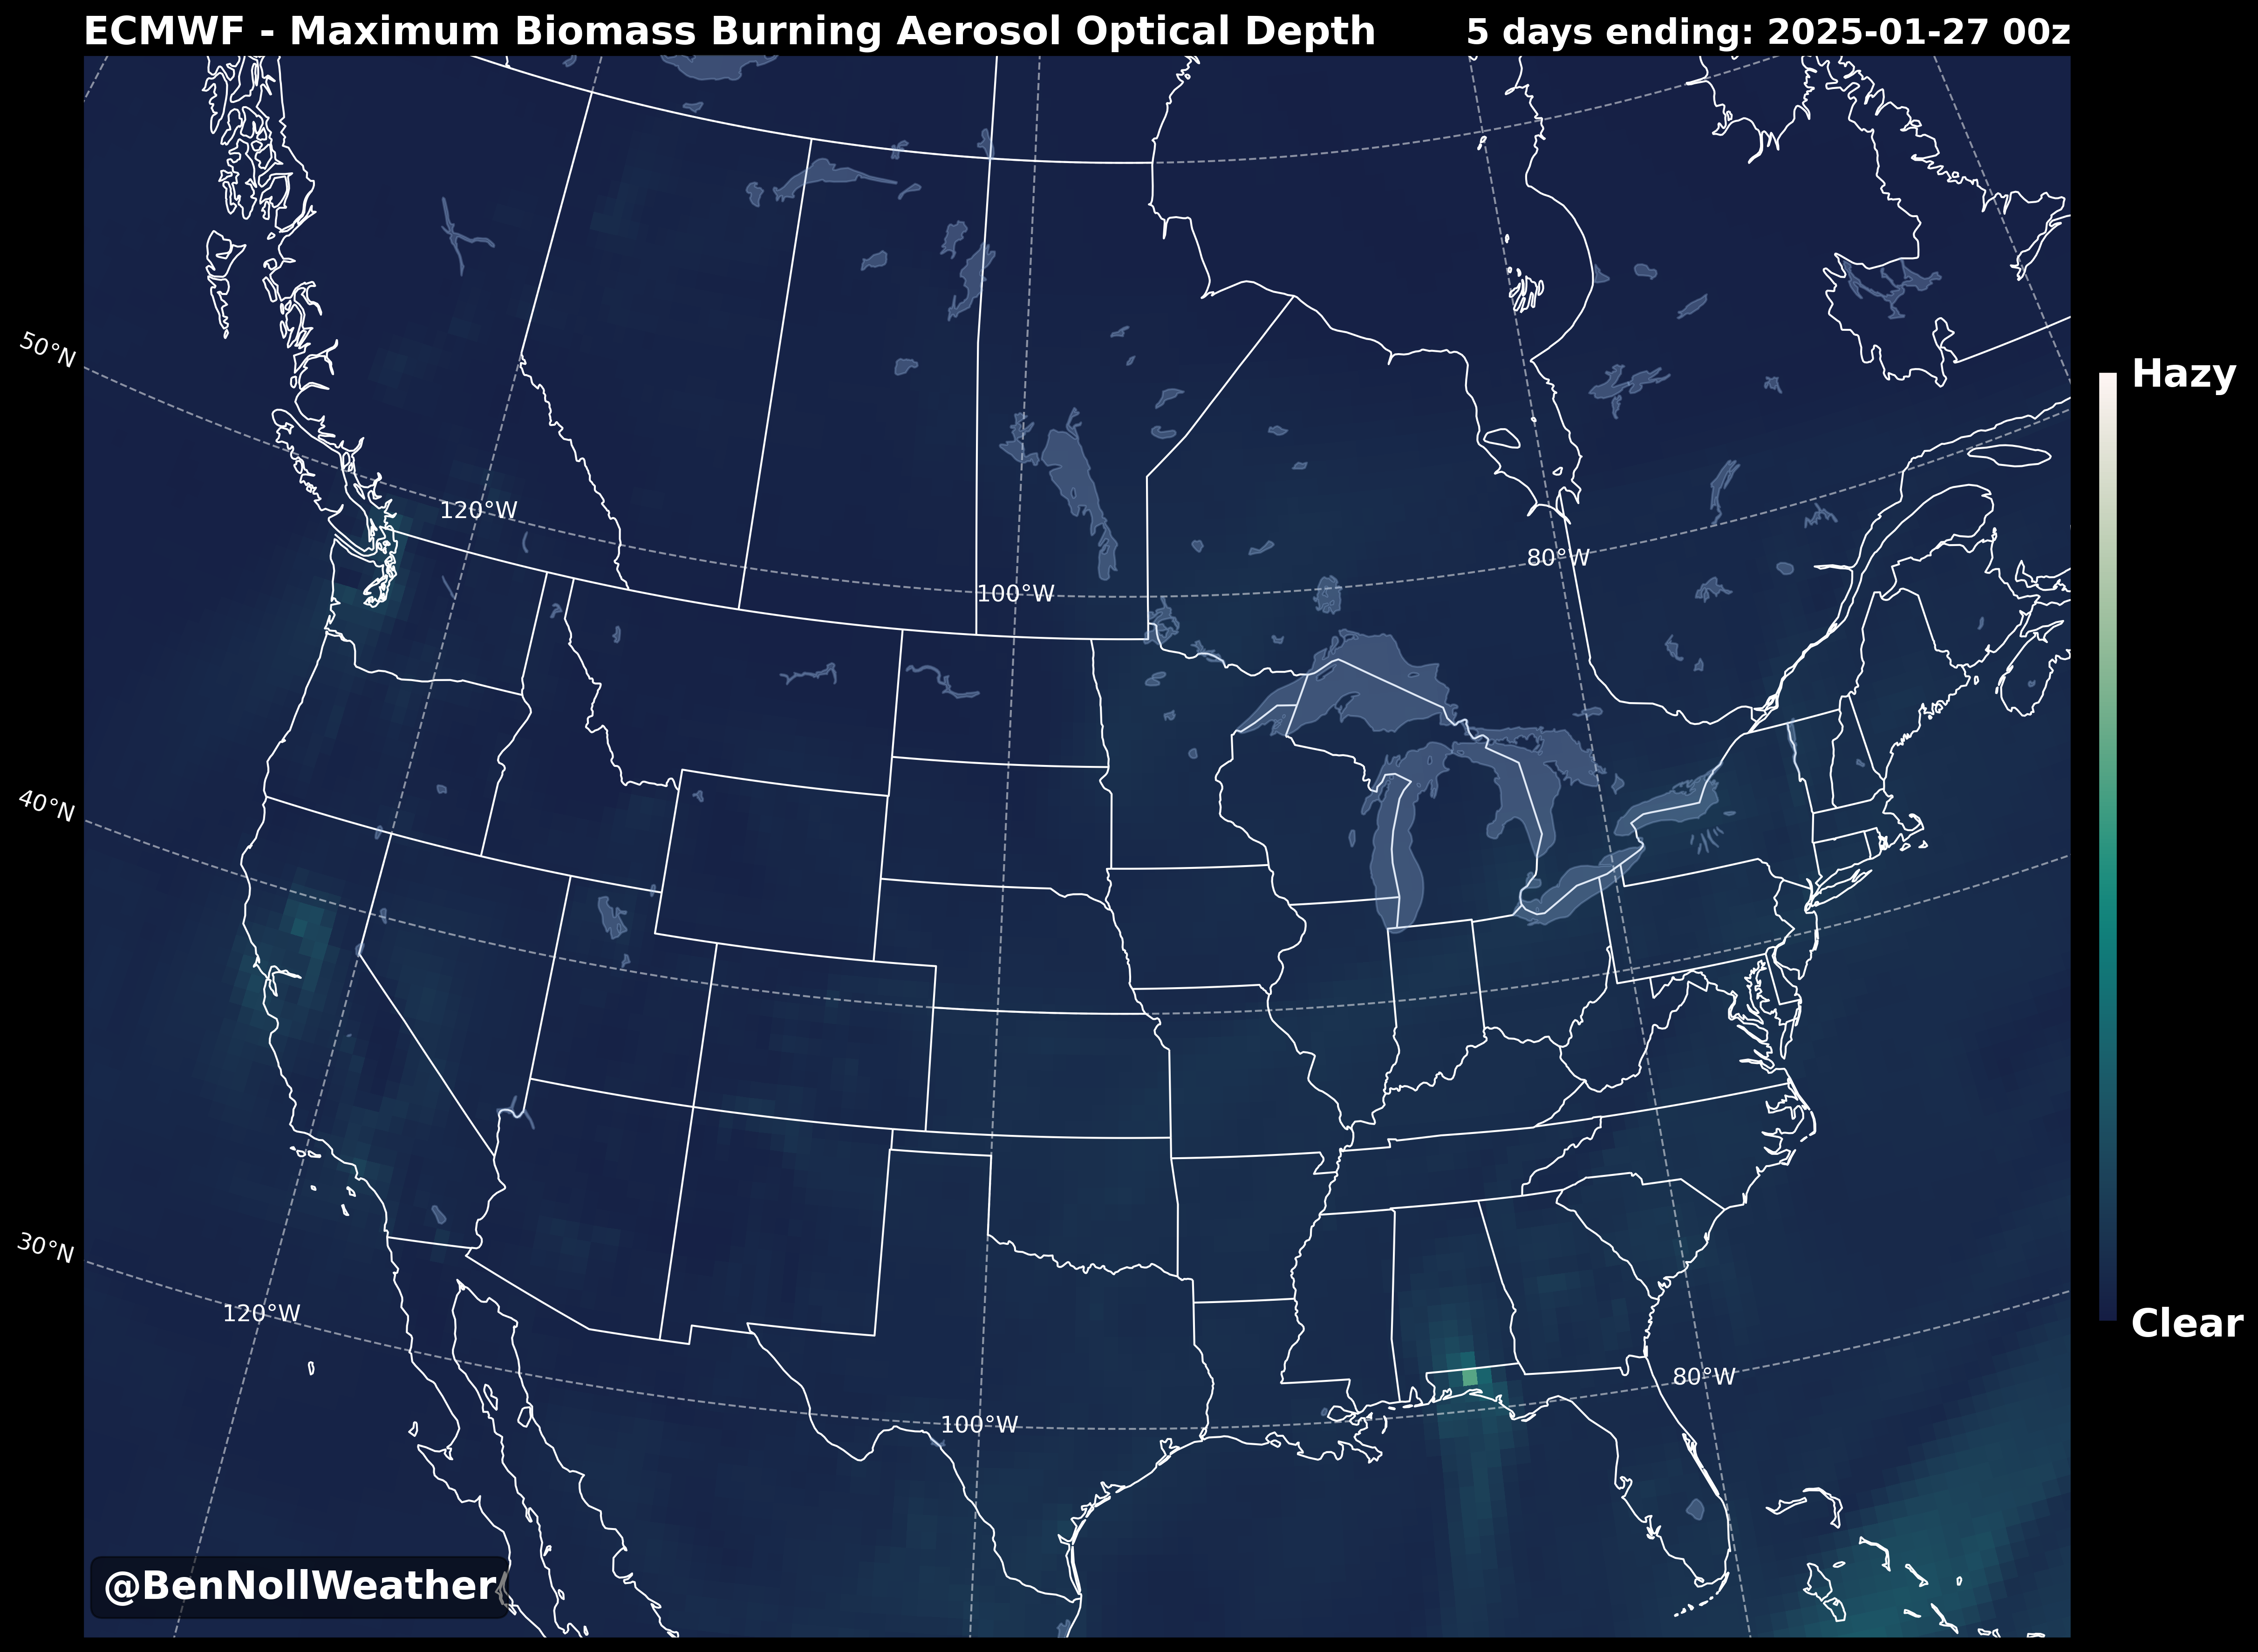 ECMWF - Maximum Biomass Burning Aerosol Optical Depth
5 days ending: 2025-01-27 00z
50°N
Hazy
120°W
80°W
100°W
40°N
30°N
120°W
Clear
80°W
100°W
@BenNollWeather